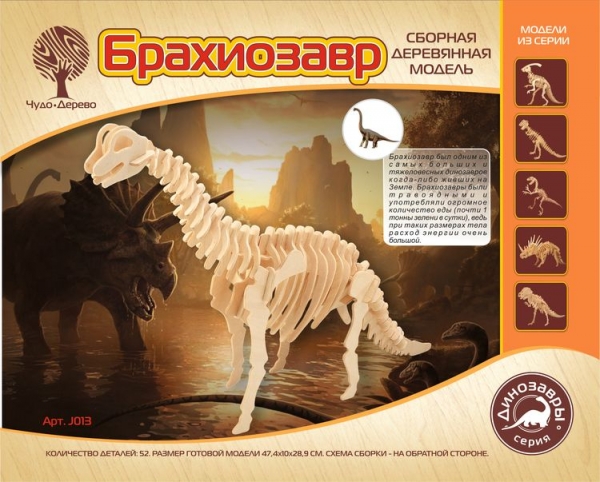 Чудо-Дерево
Брахиозавр
СБОРНАЯ
ДЕРЕВЯННАЯ
МОДЕЛЬ
МОДЕЛИ
ИЗ СЕРИИ
Брахиозавр был одним из
самых больших и
тяжеловесных динозавров
когда-либо живших на
Земле. Брахиозавры были
травоядными и
употребляли огромное
количество еды (почти 1
тонны зелени в сутки), ведь
при таких размерах тела
расход энергии очень
большой.
Арт. J013
Динозавры
серия
КОЛИЧЕСТВО ДЕТАЛЕЙ: 52. РАЗМЕР ГОТОВОЙ МОДЕЛИ 47,4х10х28,9 СМ. СХЕМА СБОРКИ - НА ОБРАТНОЙ СТОРОНЕ.